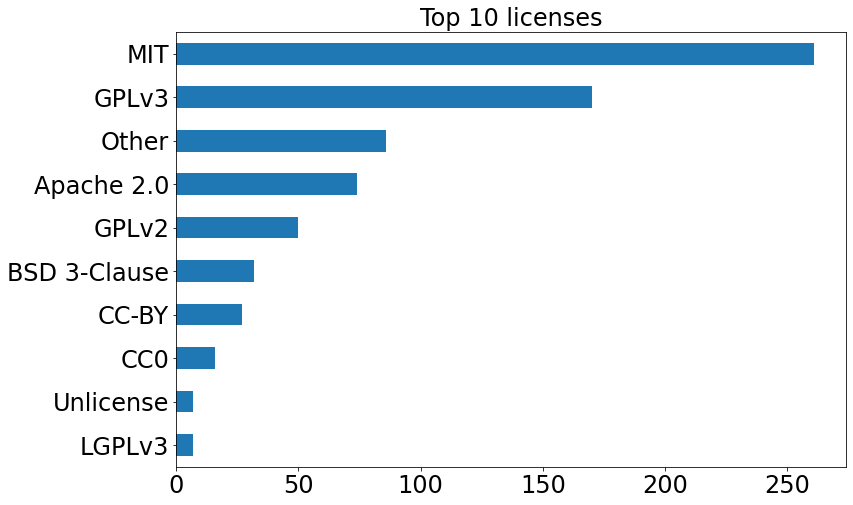 Top 10 licenses
MIT
GPLv3
Other
Apache 2.0
GPLv2
BSD 3-Clause
CC-BY
CC0
Unlicense
LGPLv3
0 50 100 150 200 250